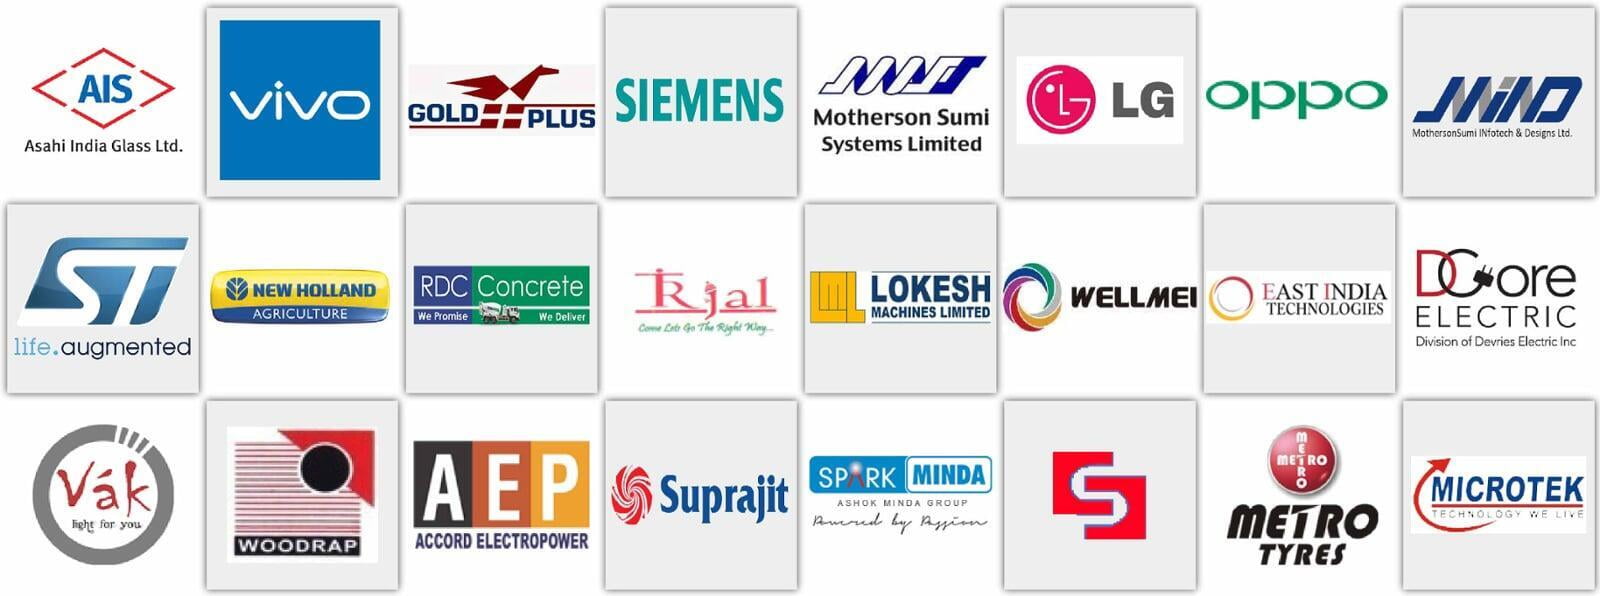 AIS
Asahi India Glass Ltd.
vivo
GOLD PLUS
SIEMENS
Motherson Sumi
Systems Limited
LG
oppo
MIND
MothersonSumi INfotech & Designs Ltd.
ST
life.augmented
NEW HOLLAND
AGRICULTURE
RDC Concrete
We Promise We Deliver
Rjal
Come Lets Go The Right Way...
LOKESH
MACHINES LIMITED
WELLMEI
EAST INDIA
TECHNOLOGIES
DCore
ELECTRIC
Division of Devries Electric Inc
Vák
light for you
WOODRAP
AEP
ACCORD ELECTROPOWER
Suprajit
SPARK MINDA
ASHOK MINDA GROUP
Powered by Passion
S
METRO
METRO
METRO
TYRES
MICROTEK
TECHNOLOGY WE LIVE